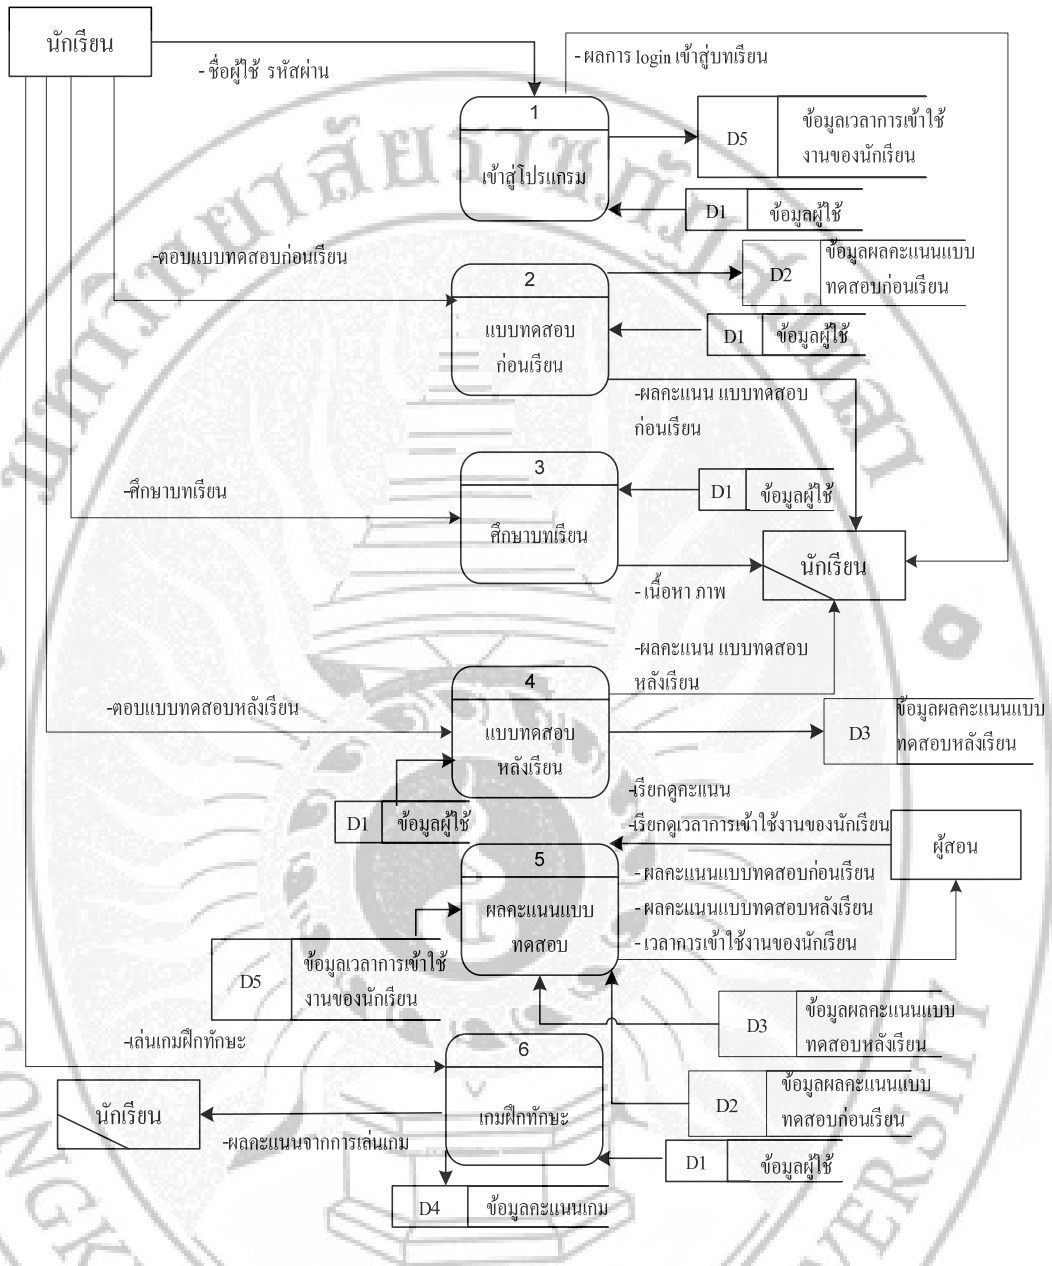 นักเรียน
- ชื่อผู้ใช้ รหัสผ่าน
- ผลการ login เข้าสู่บทเรียน
1
เข้าสู่โปรแกรม
D5
ข้อมูลเวลาการเข้าใช้
งานของนักเรียน
D1
ข้อมูลผู้ใช้
-ตอบแบบทดสอบก่อนเรียน
2
แบบทดสอบ
ก่อนเรียน
D2
ข้อมูลผลคะแนนแบบ
ทดสอบก่อนเรียน
D1
ข้อมูลผู้ใช้
-ผลคะแนน แบบทดสอบ
ก่อนเรียน
-ศึกษาบทเรียน
3
ศึกษาบทเรียน
D1
ข้อมูลผู้ใช้
นักเรียน
- เนื้อหา ภาพ
-ผลคะแนน แบบทดสอบ
หลังเรียน
-ตอบแบบทดสอบหลังเรียน
4
แบบทดสอบ
หลังเรียน
D3
ข้อมูลผลคะแนนแบบ
ทดสอบหลังเรียน
D1
ข้อมูลผู้ใช้
-เรียกดูคะแนน
-เรียกดูเวลาการเข้าใช้งานของนักเรียน
ผู้สอน
5
ผลคะแนนแบบ
ทดสอบ
- ผลคะแนนแบบทดสอบก่อนเรียน
- ผลคะแนนแบบทดสอบหลังเรียน
- เวลาการเข้าใช้งานของนักเรียน
D5
ข้อมูลเวลาการเข้าใช้
งานของนักเรียน
D3
ข้อมูลผลคะแนนแบบ
ทดสอบหลังเรียน
-เล่นเกมฝึกทักษะ
6
เกมฝึกทักษะ
D2
ข้อมูลผลคะแนนแบบ
ทดสอบก่อนเรียน
นักเรียน
-ผลคะแนนจากการเล่นเกม
D1
ข้อมูลผู้ใช้
D4
ข้อมูลคะแนนเกม